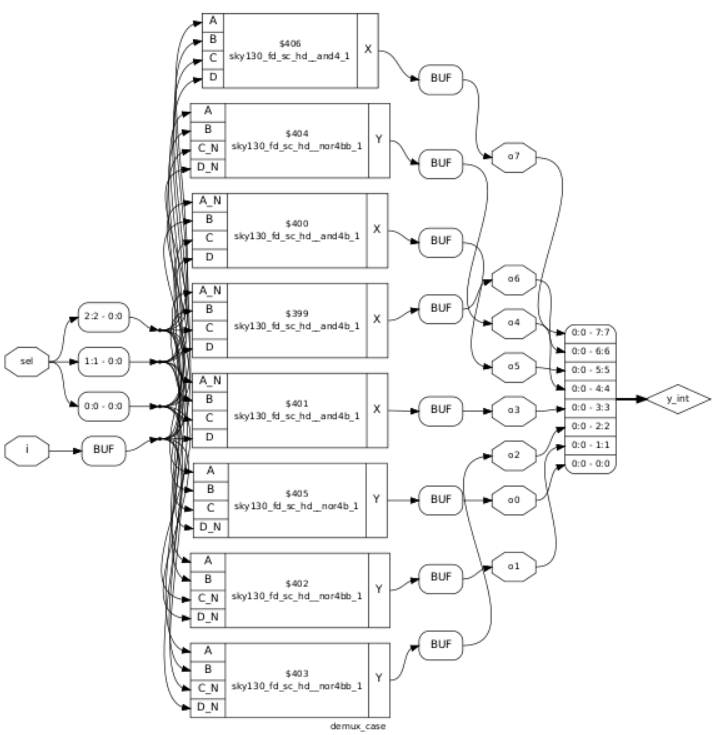 A
B
C
D
$406
sky130_fd_sc_hd__and4_1
X
BUF
A
B
C_N
D_N
$404
sky130_fd_sc_hd__nor4bb_1
Y
BUF
o7
A_N
B
C
D
$400
sky130_fd_sc_hd__and4b_1
X
BUF
A_N
B
C
D
$399
sky130_fd_sc_hd__and4b_1
X
BUF
o6
o4
o5
sel
2:2 - 0:0
1:1 - 0:0
0:0 - 0:0
i
BUF
A_N
B
C
D
$401
sky130_fd_sc_hd__and4b_1
X
BUF
o3
0:0 - 7:7
0:0 - 6:6
0:0 - 5:5
0:0 - 4:4
0:0 - 3:3
0:0 - 2:2
0:0 - 1:1
0:0 - 0:0
y_int
A
B
C
D_N
$405
sky130_fd_sc_hd__nor4b_1
Y
BUF
o2
o0
A
B
C_N
D_N
$402
sky130_fd_sc_hd__nor4bb_1
Y
BUF
o1
A
B
C_N
D_N
$403
sky130_fd_sc_hd__nor4bb_1
Y
BUF
demux_case